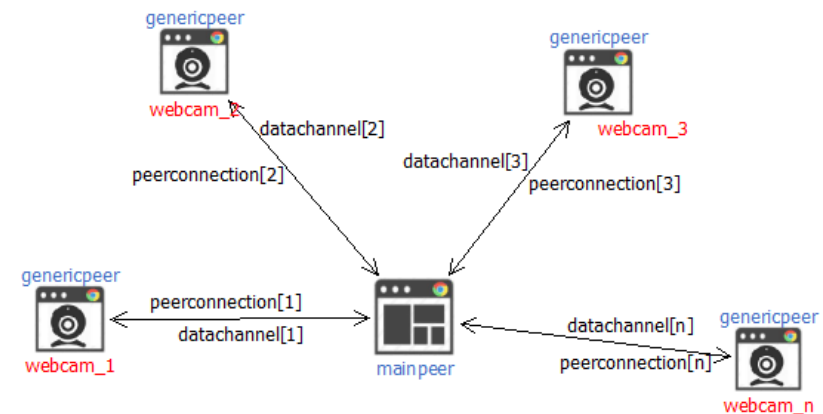 genericpeer
webcam_2
datachannel[2]
peerconnection[2]
genericpeer
webcam_3
datachannel[3]
peerconnection[3]
genericpeer
webcam_1
peerconnection[1]
datachannel[1]
mainpeer
datachannel[n]
peerconnection[n]
genericpeer
webcam_n